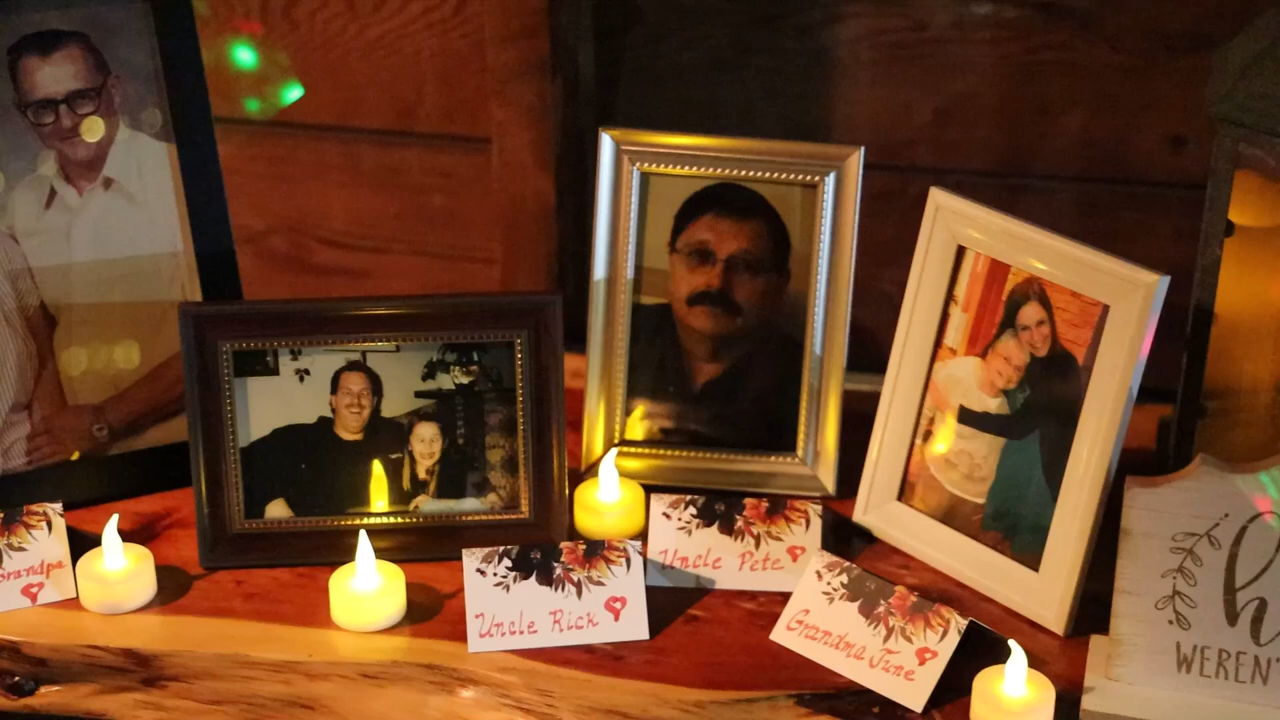 Grandpa
Uncle Rick
Uncle Pete
Grandma June
h
WEREN'T